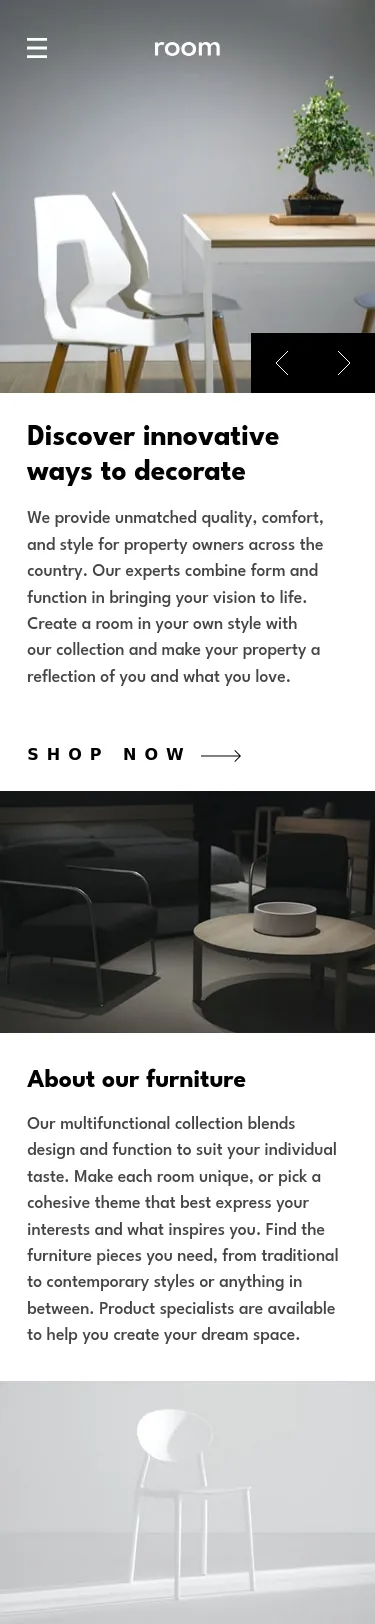 room
Discover innovative
ways to decorate
We provide unmatched quality, comfort,
and style for property owners across the
country. Our experts combine form and
function in bringing your vision to life.
Create a room in your own style with
our collection and make your property a
reflection of you and what you love.
SHOP NOW
About our furniture
Our multifunctional collection blends
design and function to suit your individual
taste. Make each room unique, or pick a
cohesive theme that best express your
interests and what inspires you. Find the
furniture pieces you need, from traditional
to contemporary styles or anything in
between. Product specialists are available
to help you create your dream space.